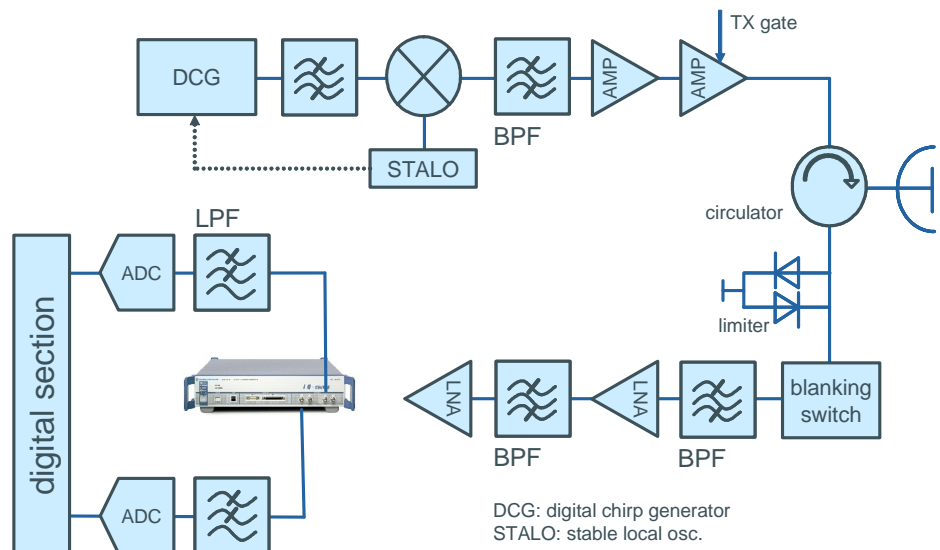 TX gate
DCG
AMP
AMP
BPF
STALO
circulator
LPF
ADC
limiter
digital section
LNA
LNA
blanking
switch
BPF
BPF
ADC
DCG: digital chirp generator
STALO: stable local osc.